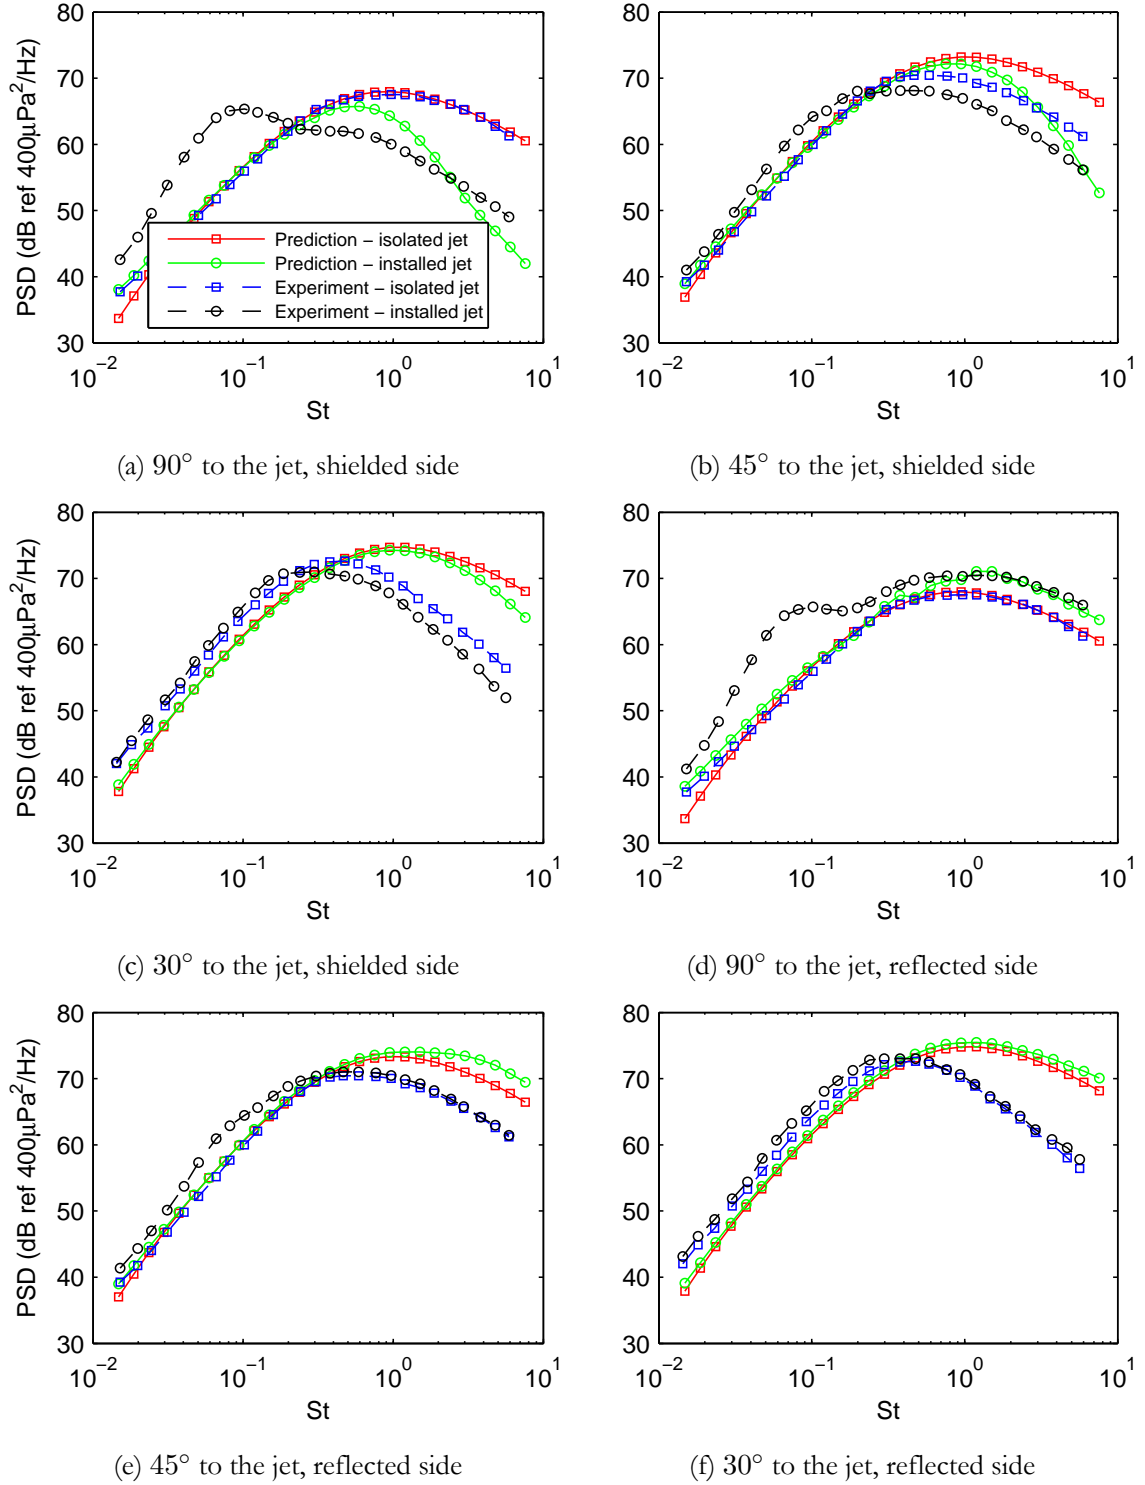 80
70
60
50
40
30
PSD (dB ref 400μPa²/Hz)
10⁻² 10⁻¹ 10⁰ 10¹
St
Prediction – isolated jet
Prediction – installed jet
Experiment – isolated jet
Experiment – installed jet
(a) 90° to the jet, shielded side
80
70
60
50
40
30
10⁻² 10⁻¹ 10⁰ 10¹
St
(b) 45° to the jet, shielded side
80
70
60
50
40
30
PSD (dB ref 400μPa²/Hz)
10⁻² 10⁻¹ 10⁰ 10¹
St
(c) 30° to the jet, shielded side
80
70
60
50
40
30
10⁻² 10⁻¹ 10⁰ 10¹
St
(d) 90° to the jet, reflected side
80
70
60
50
40
30
PSD (dB ref 400μPa²/Hz)
10⁻² 10⁻¹ 10⁰ 10¹
St
(e) 45° to the jet, reflected side
80
70
60
50
40
30
10⁻² 10⁻¹ 10⁰ 10¹
St
(f) 30° to the jet, reflected side